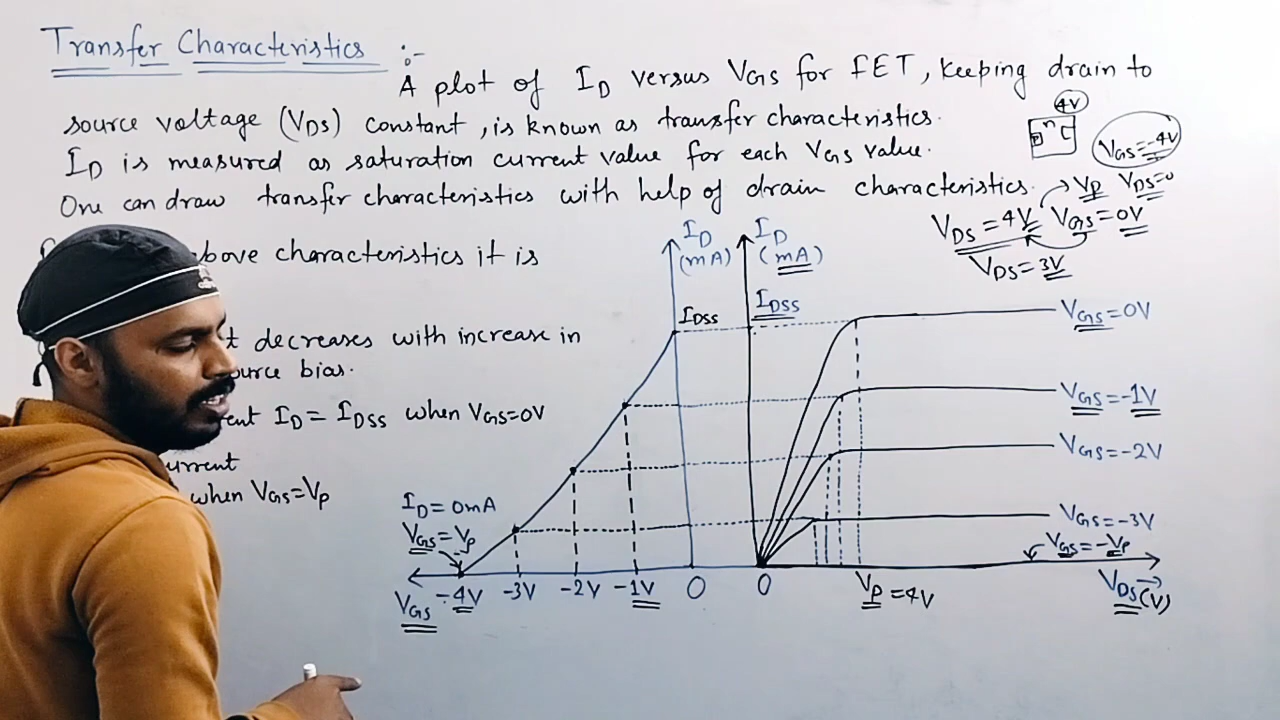 Transfer Characteristics :-
A plot of ID versus VGS for FET, keeping drain to
source voltage (VDS) constant, is known as transfer characteristics.
ID is measured as saturation current value for each VGS value.
One can draw transfer characteristics with help of drain characteristics.
4V
n
VGS=-4V
VP VDS=0
VDS=4V VGS=0V
VDS=3V
above characteristics it is
decreases with increase in
bias.
ID = IDSS when VGS=0V
when VGS=VP
ID (mA)
ID (mA)
IDSS
IDSS
VGS=0V
VGS=-1V
VGS=-2V
VGS=-3V
VGS=-VP
ID=0mA
VGS=VP
VGS
-4V -3V -2V -1V 0
0
VP=4V
VDS(V)